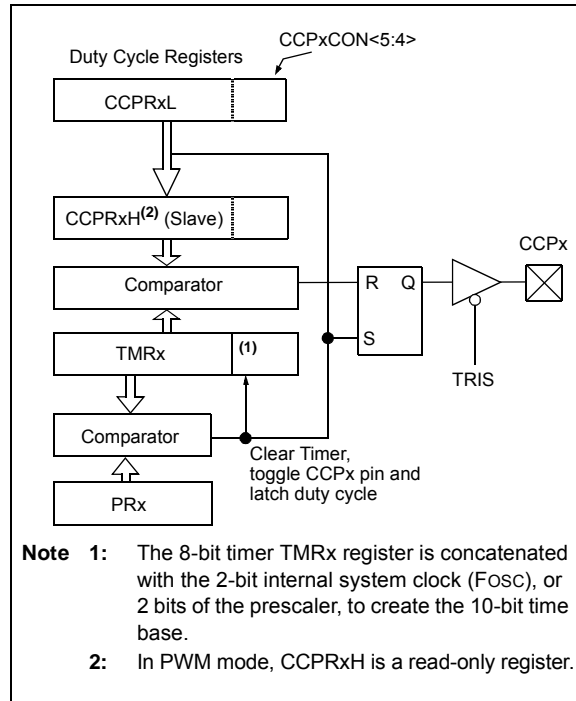 CCPxCON<5:4>
Duty Cycle Registers
CCPRxL
CCPRxH(2) (Slave)
CCPx
Comparator
R Q
S
TMRx (1)
TRIS
Comparator
Clear Timer,
toggle CCPx pin and
latch duty cycle
PRx
Note 1: The 8-bit timer TMRx register is concatenated
with the 2-bit internal system clock (FOSC), or
2 bits of the prescaler, to create the 10-bit time
base.
2: In PWM mode, CCPRxH is a read-only register.